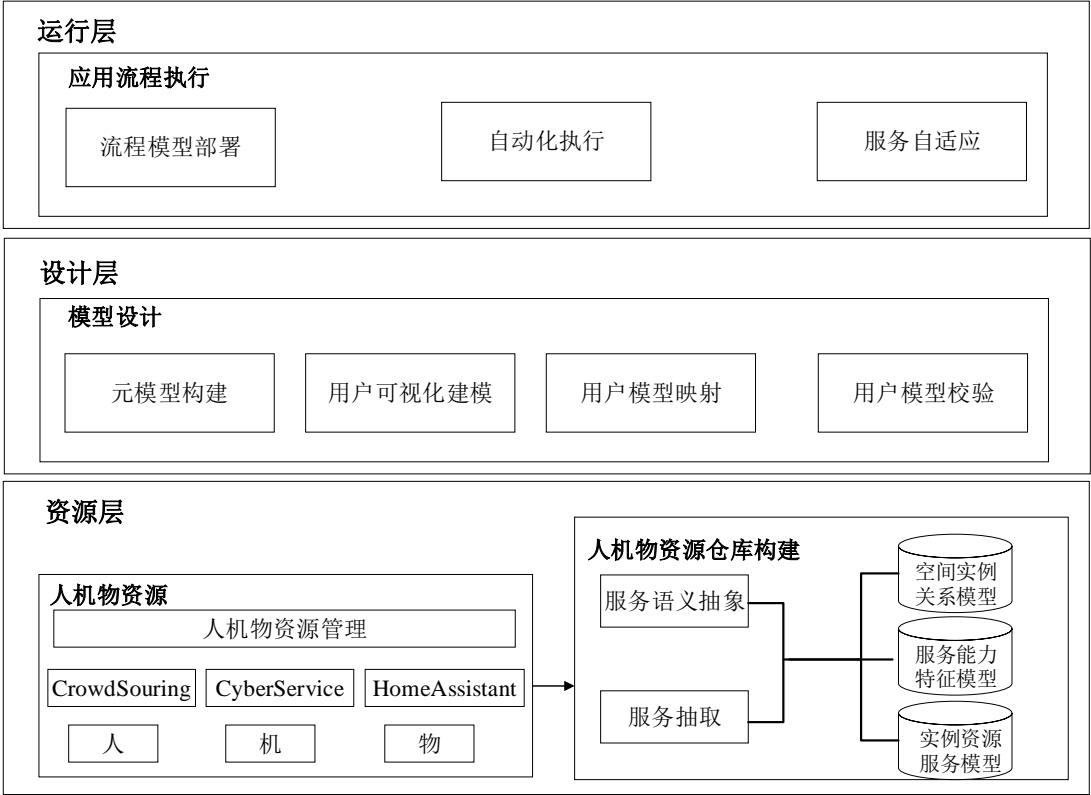 运行层
应用流程执行
流程模型部署
自动化执行
服务自适应
设计层
模型设计
元模型构建
用户可视化建模
用户模型映射
用户模型校验
资源层
人机物资源
人机物资源管理
CrowdSouring
CyberService
HomeAssistant
人
机
物
人机物资源仓库构建
服务语义抽象
服务抽取
空间实例
关系模型
服务能力
特征模型
实例资源
服务模型